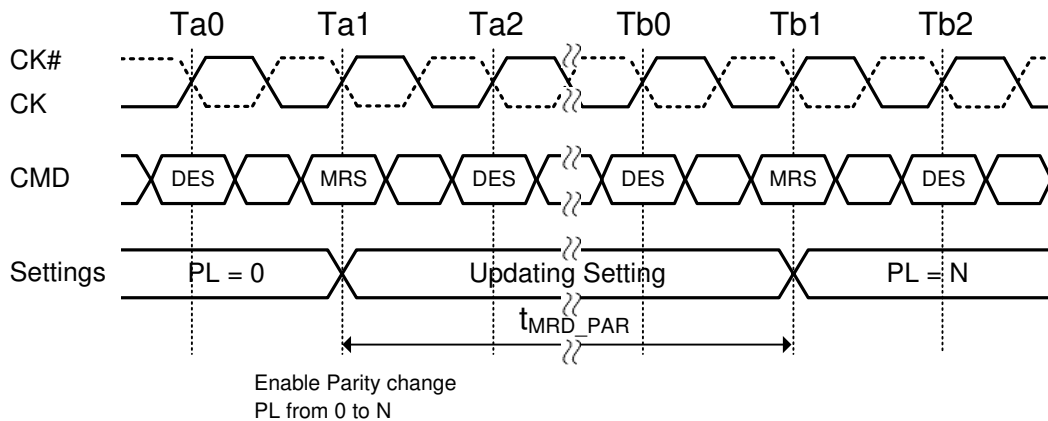 Ta0 Ta1 Ta2 Tb0 Tb1 Tb2
CK#
CK
CMD DES MRS DES DES MRS DES
Settings PL = 0 Updating Setting PL = N
tMRD_PAR
Enable Parity change
PL from 0 to N